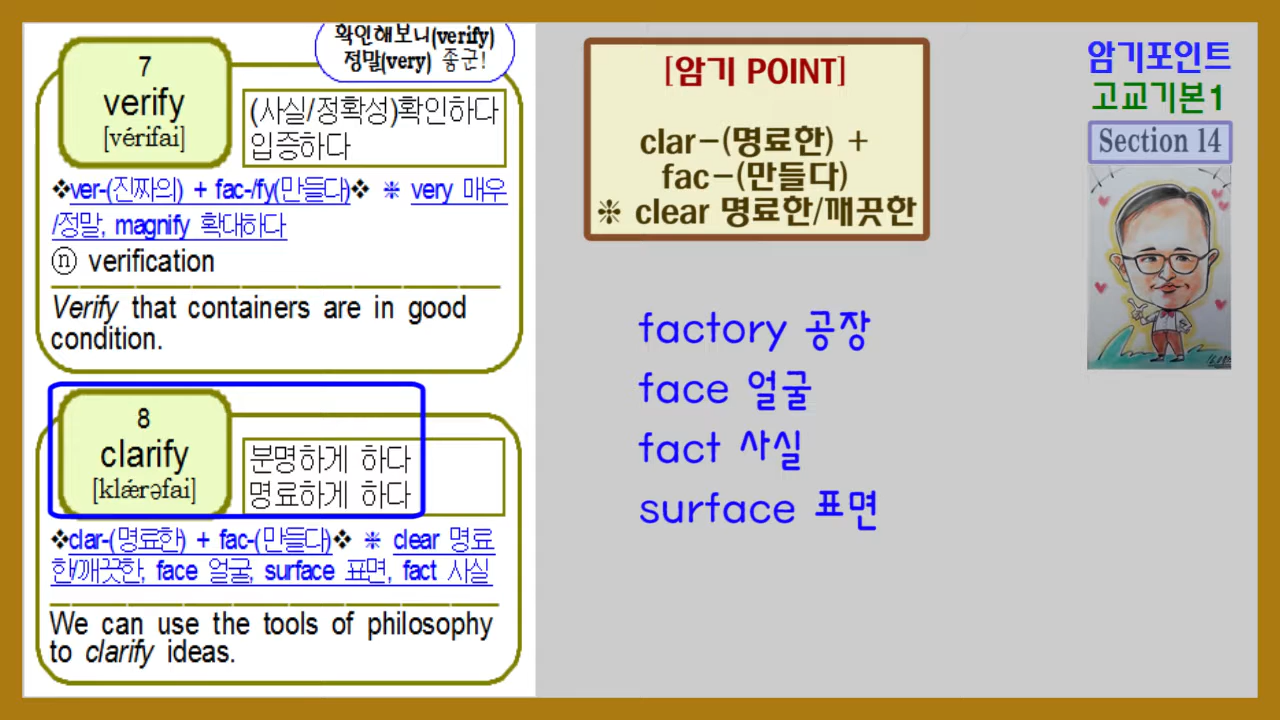 확인해보니(verify)
정말(very) 좋군!
7
verify
[vérifai]
(사실/정확성)확인하다
입증하다
❖ver-(진짜의) + fac-/fy(만들다)❖ ※ very 매우
/정말, magnify 확대하다
ⓝ verification
Verify that containers are in good
condition.
8
clarify
[klǽrəfai]
분명하게 하다
명료하게 하다
❖clar-(명료한) + fac-(만들다)❖ ※ clear 명료
한/깨끗한, face 얼굴, surface 표면, fact 사실
We can use the tools of philosophy
to clarify ideas.
[암기 POINT]
clar-(명료한) +
fac-(만들다)
※ clear 명료한/깨끗한
factory 공장
face 얼굴
fact 사실
surface 표면
암기포인트
고교기본1
Section 14